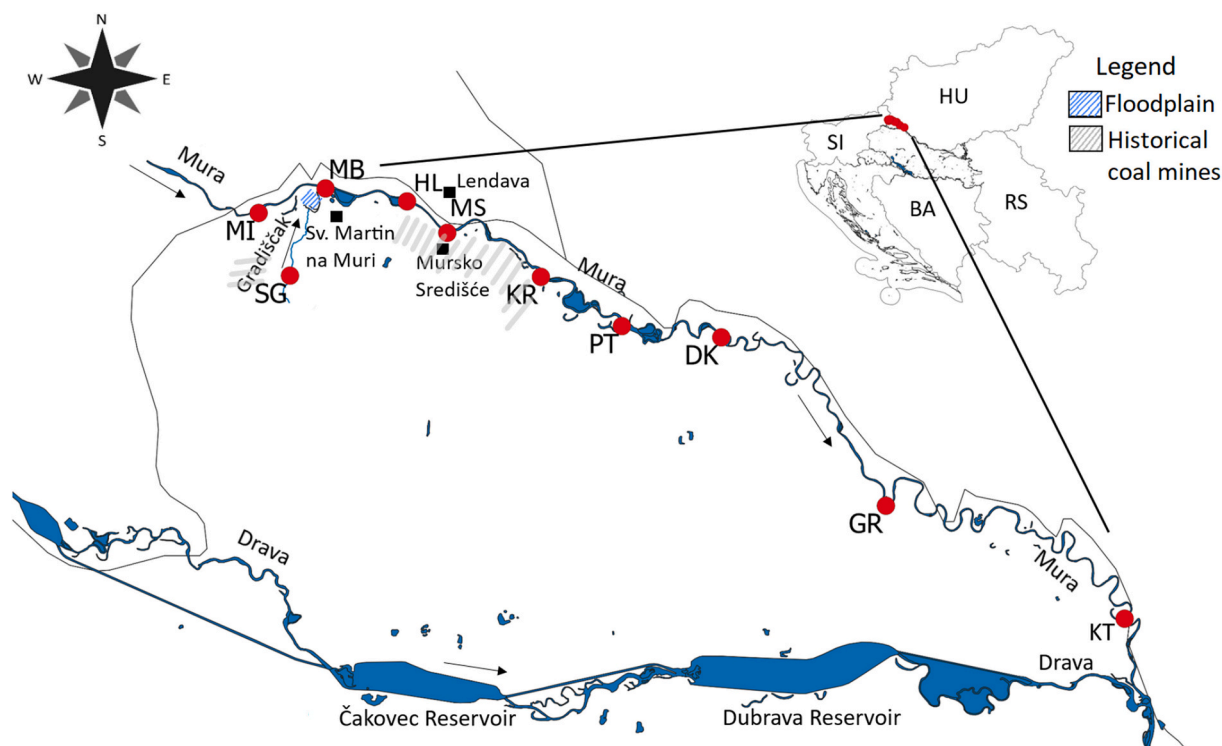 N
W
E
S
Legend
Floodplain
Historical
coal mines
HU
SI
BA
RS
Mura
MB
HL
Lendava
MS
MI
Gradiščak
Sv. Martin
na Muri
Mursko
Središće
SG
KR
Mura
PT
DK
GR
Mura
KT
Drava
Drava
Čakovec Reservoir
Dubrava Reservoir